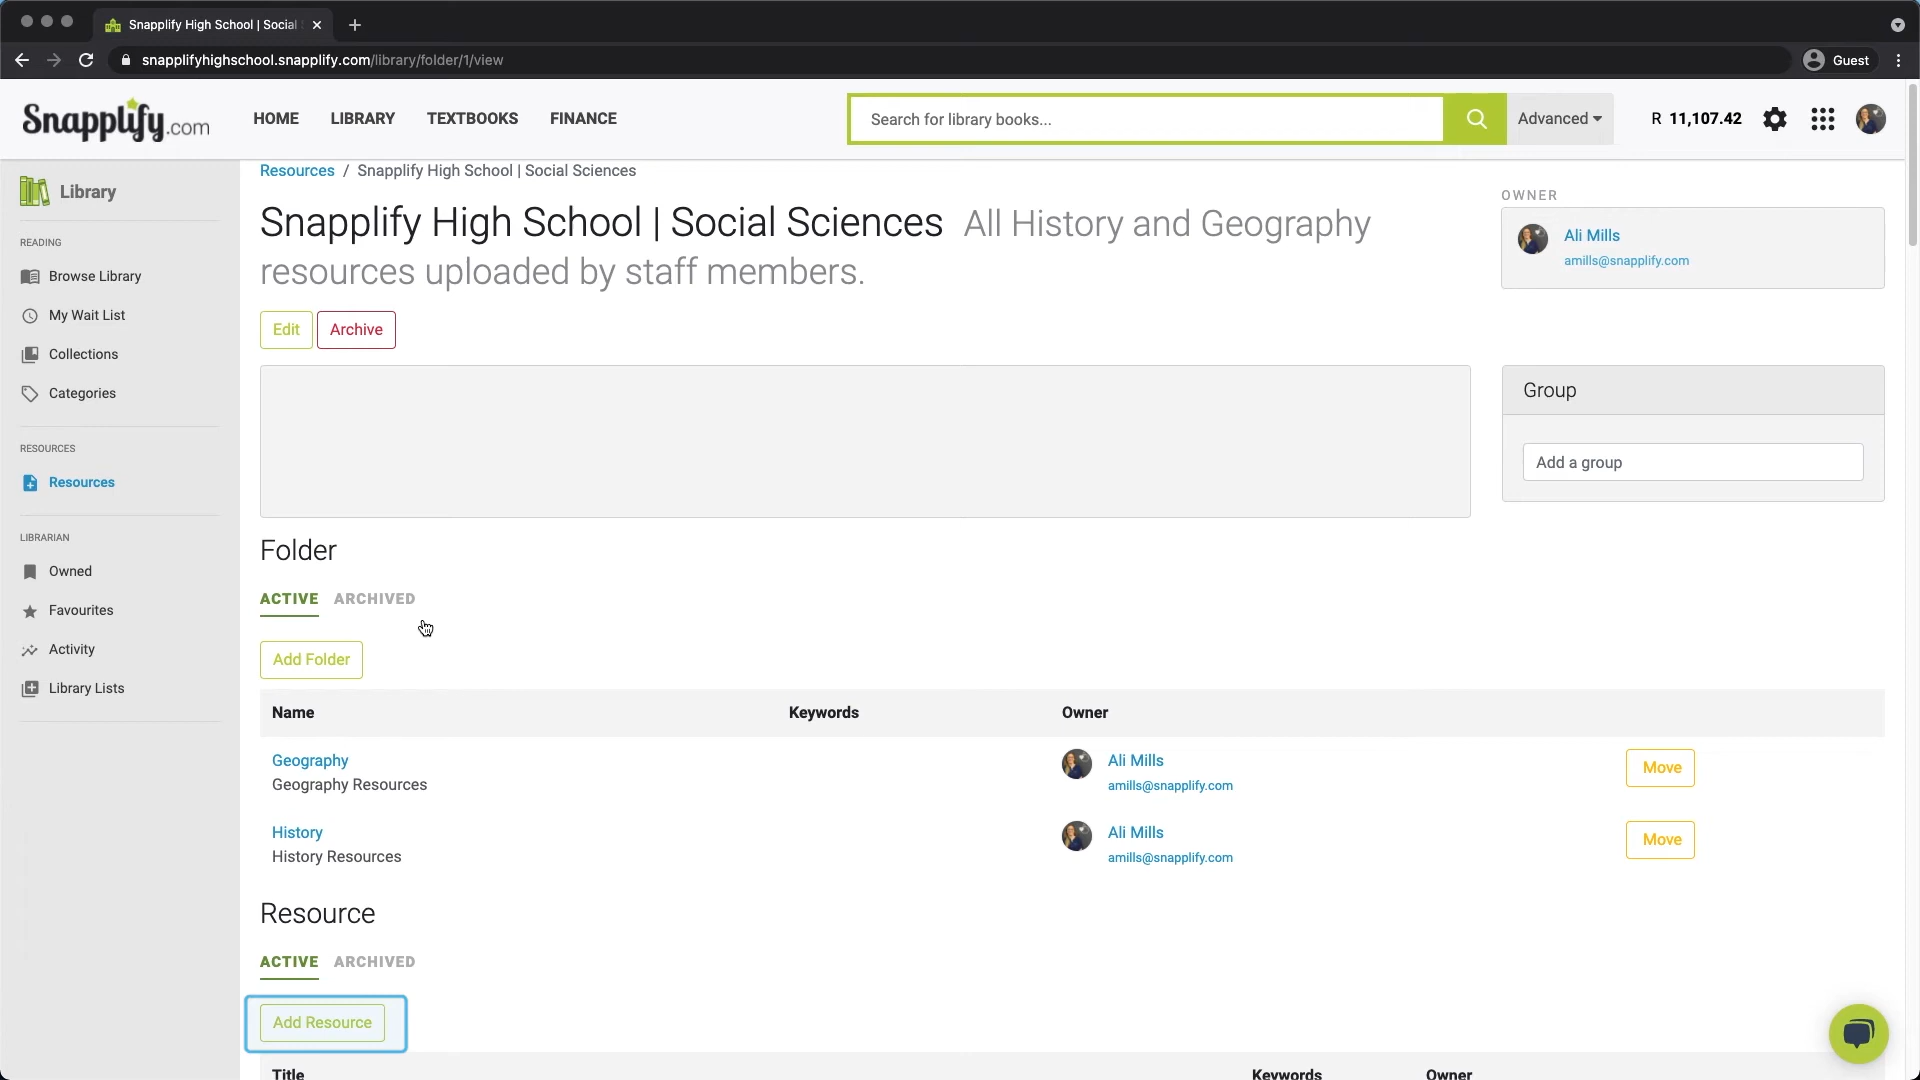 Snapplify High School | Social
snapplifyhighschool.snapplify.com/library/folder/1/view
Guest
Snapplify.com
HOME
LIBRARY
TEXTBOOKS
FINANCE
Search for library books...
Advanced
R 11,107.42
Library
READING
Browse Library
My Wait List
Collections
Categories
RESOURCES
Resources
LIBRARIAN
Owned
Favourites
Activity
Library Lists
Resources / Snapplify High School | Social Sciences
Snapplify High School | Social Sciences All History and Geography
resources uploaded by staff members.
Edit
Archive
OWNER
Ali Mills
amills@snapplify.com
Group
Add a group
Folder
ACTIVE ARCHIVED
Add Folder
Name Keywords Owner
Geography
Geography Resources
Ali Mills
amills@snapplify.com
Move
History
History Resources
Ali Mills
amills@snapplify.com
Move
Resource
ACTIVE ARCHIVED
Add Resource
Title Keywords Owner